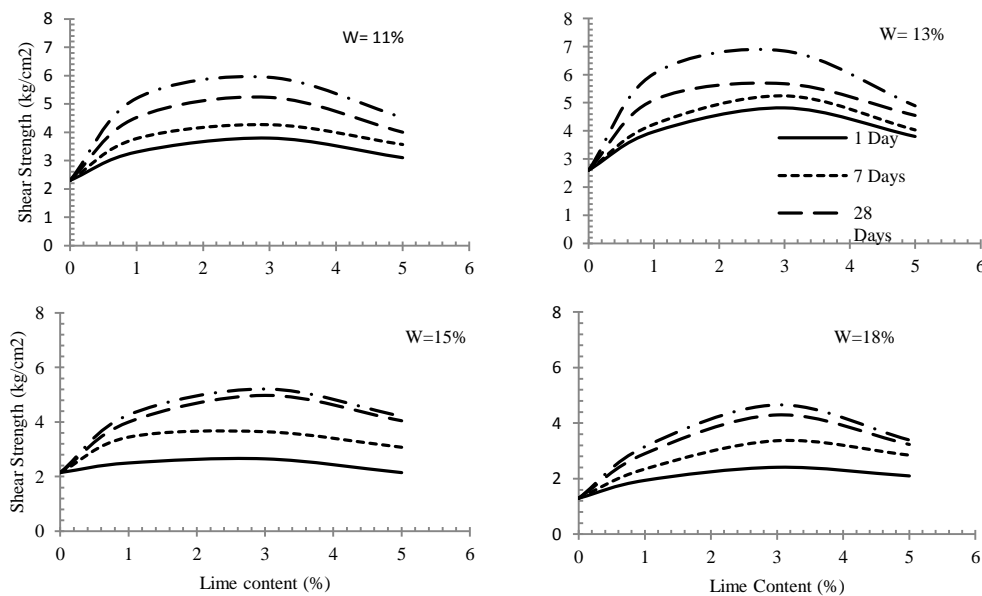 Shear Strength (kg/cm2)
8
7
6
5
4
3
2
1
0
0 1 2 3 4 5 6
W= 11%
8
7
6
5
4
3
2
1
0
0 1 2 3 4 5 6
W= 13%
1 Day
7 Days
28
Days
Shear Strength (kg/cm2)
8
6
4
2
0
0 1 2 3 4 5 6
W=15%
Lime content (%)
8
6
4
2
0
0 1 2 3 4 5 6
W=18%
Lime Content (%)